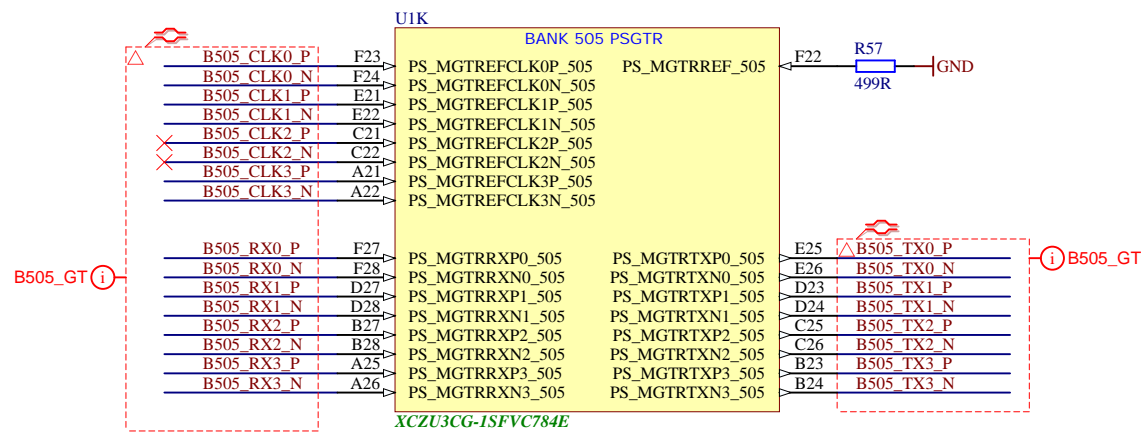 U1K
BANK 505 PSGTR
B505_CLK0_P F23 PS_MGTREFCLK0P_505 PS_MGTRREF_505 F22 R57 499R GND
B505_CLK0_N F24 PS_MGTREFCLK0N_505
B505_CLK1_P E21 PS_MGTREFCLK1P_505
B505_CLK1_N E22 PS_MGTREFCLK1N_505
B505_CLK2_P C21 PS_MGTREFCLK2P_505
B505_CLK2_N C22 PS_MGTREFCLK2N_505
B505_CLK3_P A21 PS_MGTREFCLK3P_505
B505_CLK3_N A22 PS_MGTREFCLK3N_505
B505_RX0_P F27 PS_MGTRRXP0_505 PS_MGTRTXP0_505 E25 B505_TX0_P
B505_GT i B505_RX0_N F28 PS_MGTRRXN0_505 PS_MGTRTXN0_505 E26 B505_TX0_N i B505_GT
B505_RX1_P D27 PS_MGTRRXP1_505 PS_MGTRTXP1_505 D23 B505_TX1_P
B505_RX1_N D28 PS_MGTRRXN1_505 PS_MGTRTXN1_505 D24 B505_TX1_N
B505_RX2_P B27 PS_MGTRRXP2_505 PS_MGTRTXP2_505 C25 B505_TX2_P
B505_RX2_N B28 PS_MGTRRXN2_505 PS_MGTRTXN2_505 C26 B505_TX2_N
B505_RX3_P A25 PS_MGTRRXP3_505 PS_MGTRTXP3_505 B23 B505_TX3_P
B505_RX3_N A26 PS_MGTRRXN3_505 PS_MGTRTXN3_505 B24 B505_TX3_N
XCZU3CG-1SFVC784E